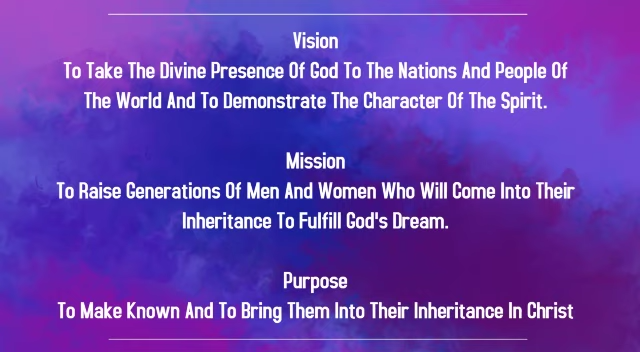 Vision
To Take The Divine Presence Of God To The Nations And People Of
The World And To Demonstrate The Character Of The Spirit.
Mission
To Raise Generations Of Men And Women Who Will Come Into Their
Inheritance To Fulfill God's Dream.
Purpose
To Make Known And To Bring Them Into Their Inheritance In Christ